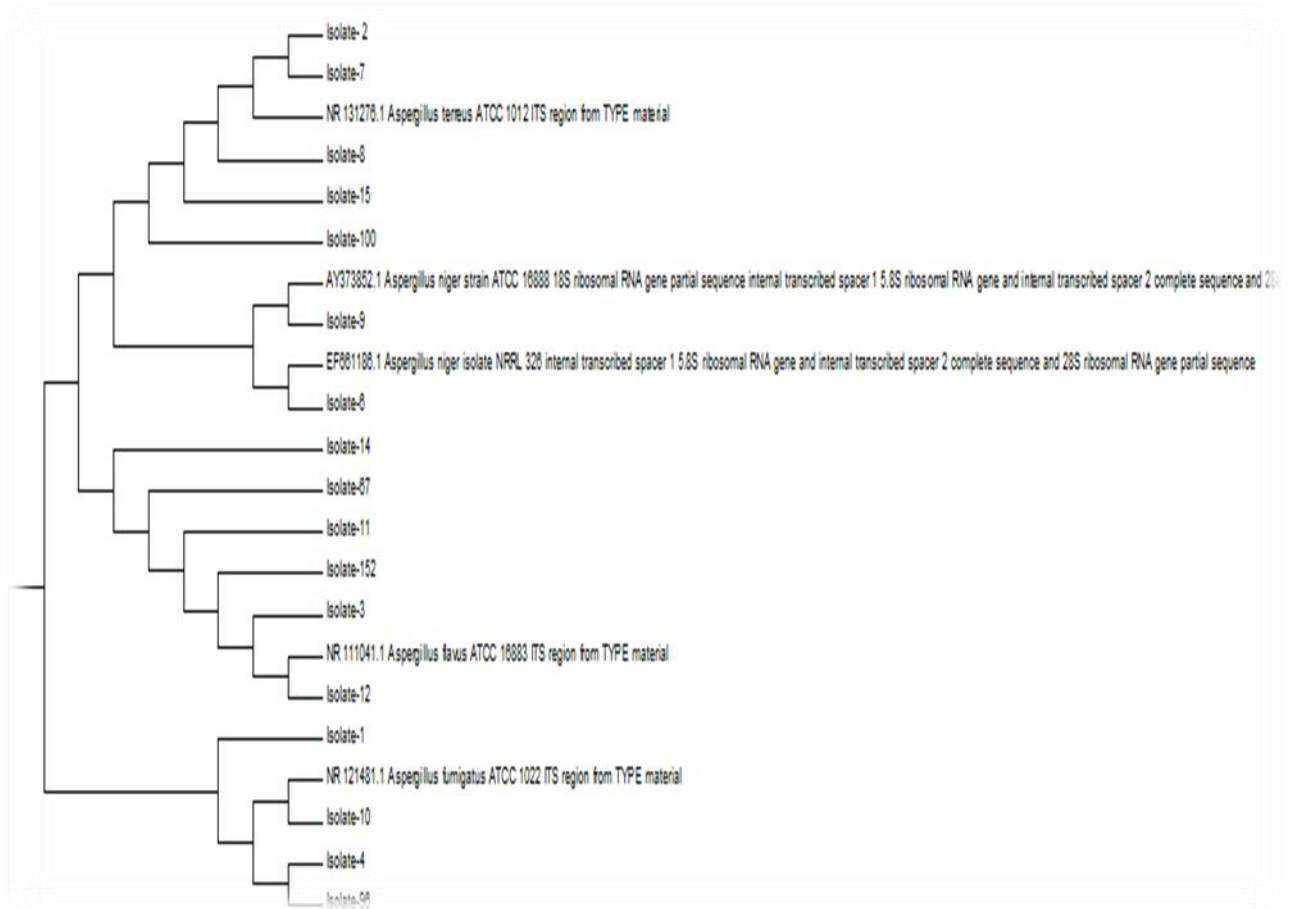 Isolate- 2
Isolate-7
NR 131276.1 Aspergillus terreus ATCC 1012 ITS region from TYPE material
Isolate-8
Isolate-15
Isolate-100
AY373852.1 Aspergillus niger strain ATCC 16888 18S ribosomal RNA gene partial sequence internal transcribed spacer 1 5.8S ribosomal RNA gene and internal transcribed spacer 2 complete sequence and
Isolate-9
EF661186.1 Aspergillus niger isolate NRRL 326 internal transcribed spacer 1 5.8S ribosomal RNA gene and internal transcribed spacer 2 complete sequence and 28S ribosomal RNA gene partial sequence
Isolate-6
Isolate-14
Isolate-67
Isolate-11
Isolate-152
Isolate-3
NR 111041.1 Aspergillus flavus ATCC 16883 ITS region from TYPE material
Isolate-12
Isolate-1
NR 121481.1 Aspergillus fumigatus ATCC 1022 ITS region from TYPE material
Isolate-10
Isolate-4
Isolate-96